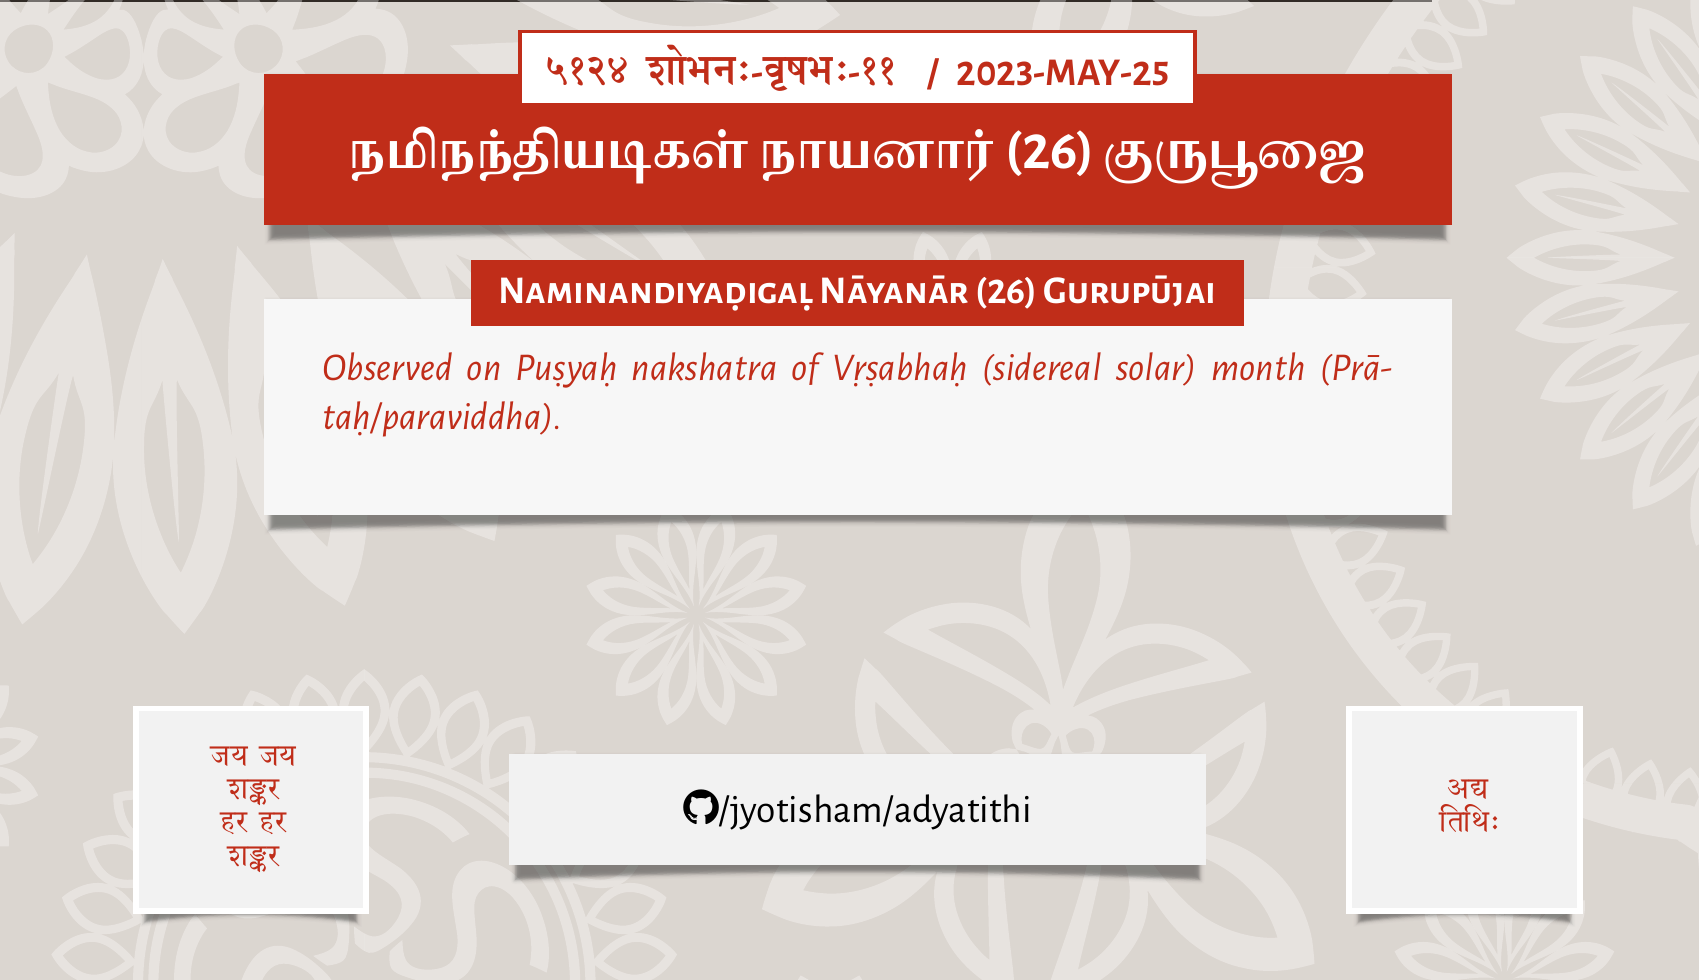 ५१२४ शोभनः-वृषभः-११ / 2023-MAY-25
நமிநந்தியடிகள் நாயனார் (26) குருபூஜை
Naminandiyaḍigaḷ Nāyanār (26) Gurupūjai
Observed on Puṣyaḥ nakshatra of Vṛṣabhaḥ (sidereal solar) month (Prā-
taḥ/paraviddha).
जय जय
शङ्कर
हर हर
शङ्कर
/jyotisham/adyatithi
अद्य
तिथिः